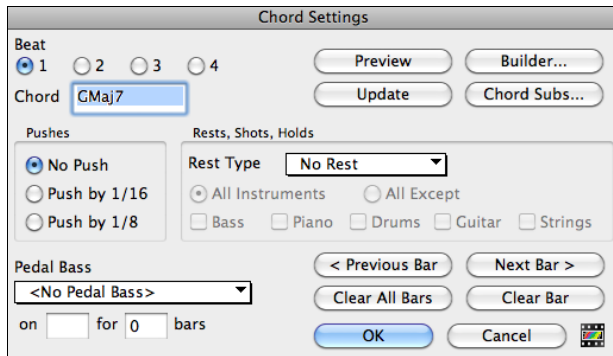 Chord Settings
Beat
1 2 3 4
Preview
Builder...
Chord GMaj7
Update
Chord Subs...
Pushes
No Push
Push by 1/16
Push by 1/8
Rests, Shots, Holds
Rest Type No Rest
All Instruments All Except
Bass Piano Drums Guitar Strings
Pedal Bass
<No Pedal Bass>
on for 0 bars
< Previous Bar
Next Bar >
Clear All Bars
Clear Bar
OK
Cancel